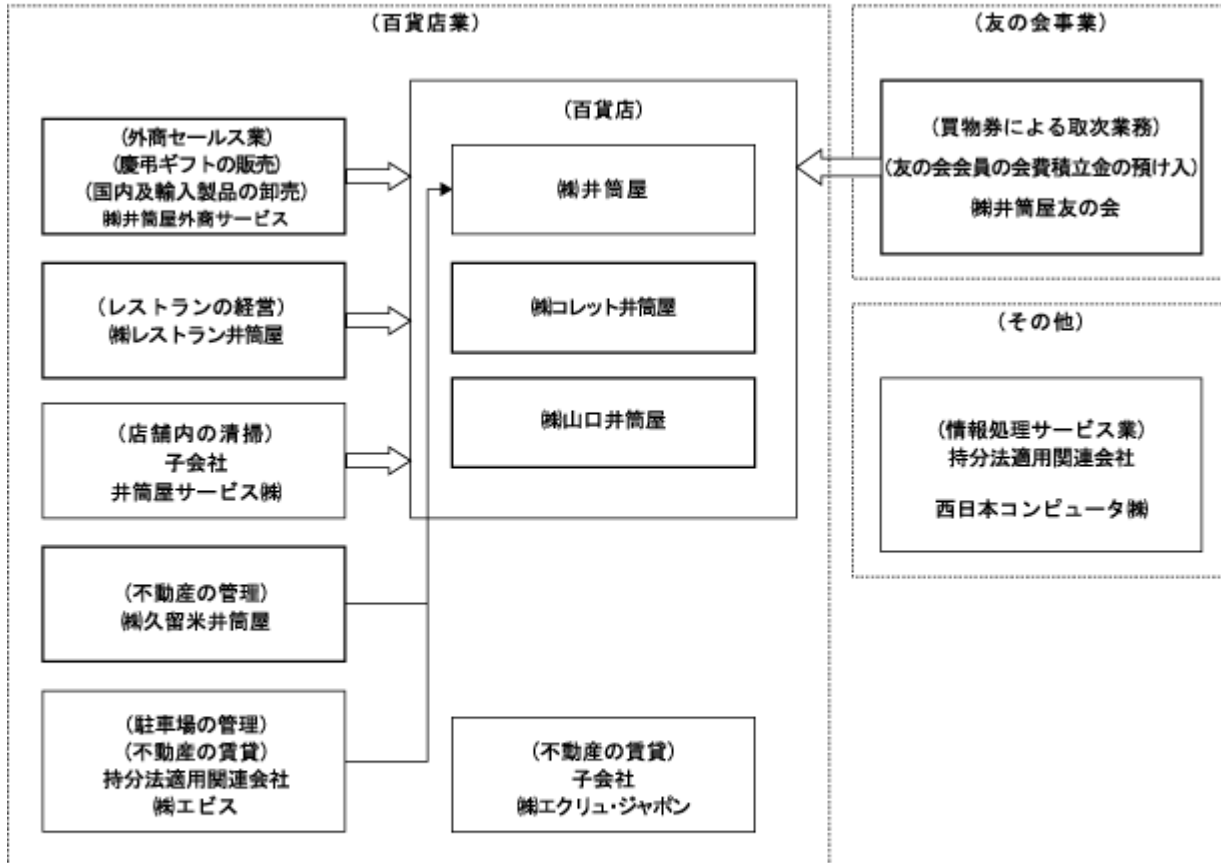 (百貨店業)
(外商セールス業)
(慶弔ギフトの販売)
(国内及輸入製品の卸売)
㈱井筒屋外商サービス
(レストランの経営)
㈱レストラン井筒屋
(店舗内の清掃)
子会社
井筒屋サービス㈱
(不動産の管理)
㈱久留米井筒屋
(駐車場の管理)
(不動産の賃貸)
持分法適用関連会社
㈱エビス
(百貨店)
㈱井筒屋
㈱コレット井筒屋
㈱山口井筒屋
(不動産の賃貸)
子会社
㈱エクリュ・ジャポン
(友の会事業)
(買物券による取次業務)
(友の会会員の会費積立金の預け入)
㈱井筒屋友の会
(その他)
(情報処理サービス業)
持分法適用関連会社
西日本コンピュータ㈱